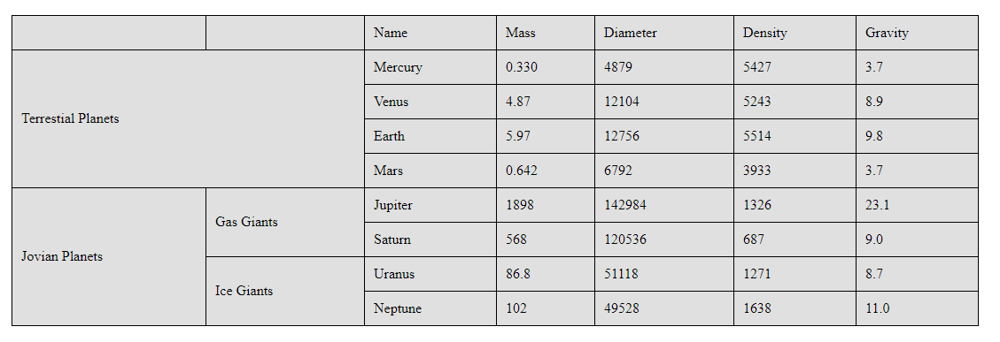 Name Mass Diameter Density Gravity
Terrestial Planets Mercury 0.330 4879 5427 3.7
Venus 4.87 12104 5243 8.9
Earth 5.97 12756 5514 9.8
Mars 0.642 6792 3933 3.7
Jovian Planets Gas Giants Jupiter 1898 142984 1326 23.1
Saturn 568 120536 687 9.0
Ice Giants Uranus 86.8 51118 1271 8.7
Neptune 102 49528 1638 11.0